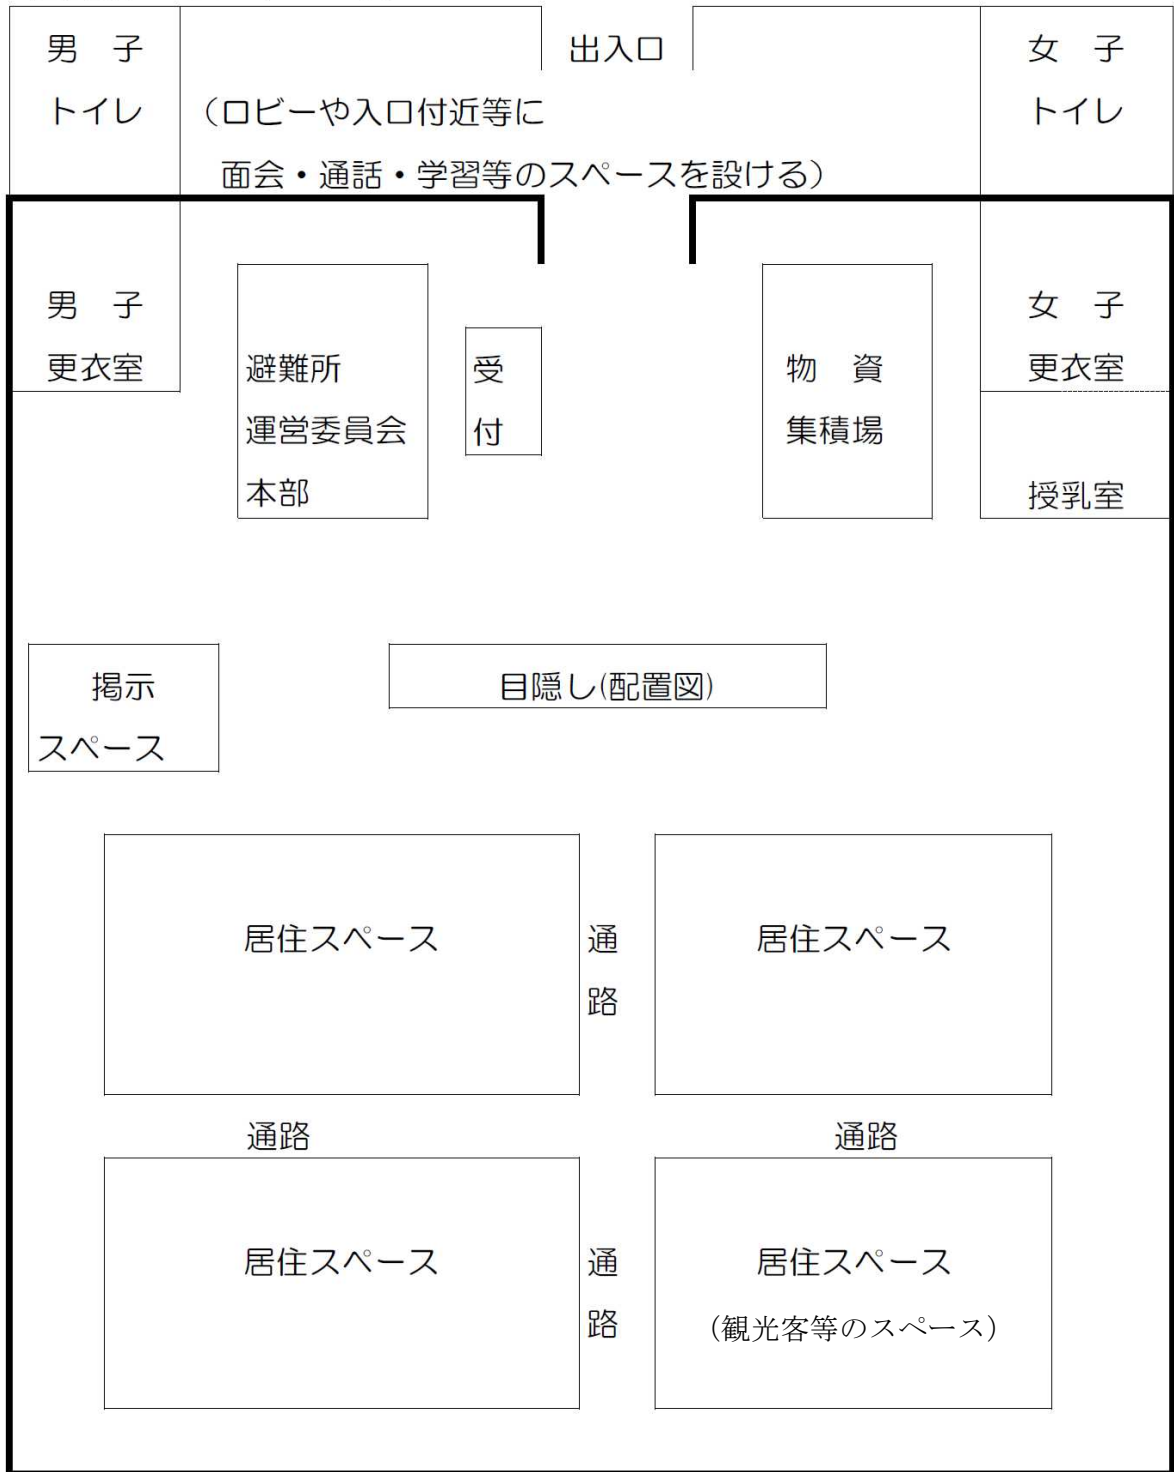 男　子
トイレ
出入口
女　子
トイレ
（ロビーや入口付近等に
面会・通話・学習等のスペースを設ける）
男　子
更衣室
避難所
運営委員会
本部
受
付
物　資
集積場
女　子
更衣室
授乳室
掲示
スペース
目隠し(配置図)
居住スペース
通
路
居住スペース
通路
通路
居住スペース
通
路
居住スペース
（観光客等のスペース）